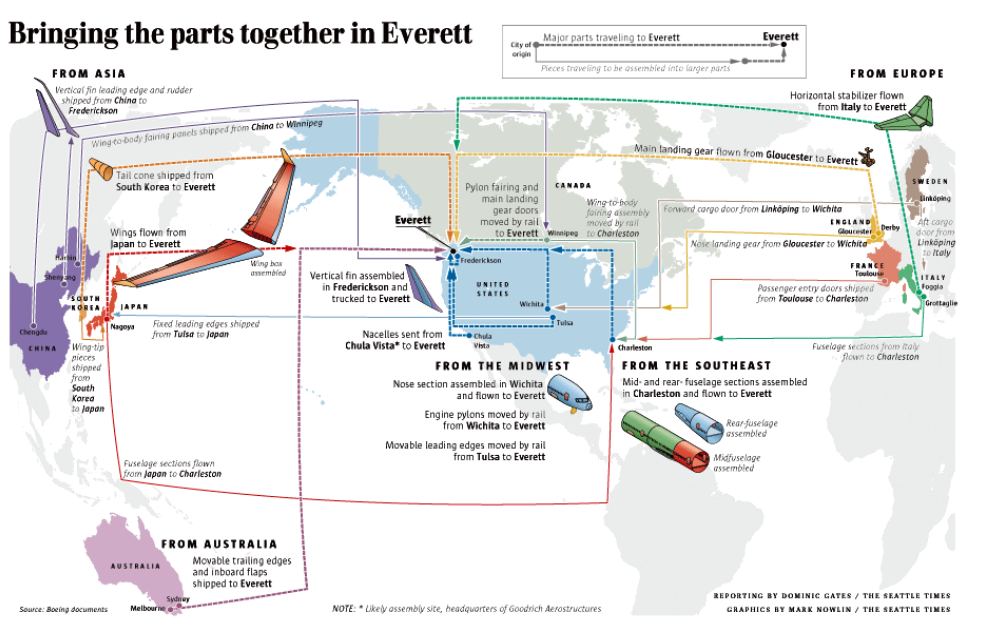 Bringing the parts together in Everett
Major parts traveling to Everett
Everett
City of
origin
Pieces traveling to be assembled into larger parts
FROM ASIA
Vertical fin leading edge and rudder
shipped from China to
Frederickson
Wing-to-body fairing panels shipped from China to Winnipeg
Tail cone shipped from
South Korea to Everett
Wings flown from
Japan to Everett
Wing box
assembled
FROM EUROPE
Horizontal stabilizer flown
from Italy to Everett
Main landing gear flown from Gloucester to Everett
SWEDEN
Linköping
Forward cargo door from Linköping to Wichita
Aft cargo
door from
Linköping
to Italy
ENGLAND
Gloucester
Derby
Nose landing gear from Gloucester to Wichita
FRANCE
Toulouse
Passenger entry doors shipped
from Toulouse to Charleston
ITALY
Foggia
Grottaglie
Fuselage sections from Italy
flown to Charleston
Pylon fairing and
main landing
gear doors
moved by rail
to Everett
CANADA
Wing-to-body
fairing assembly
moved by rail
to Charleston
Winnipeg
Everett
Frederickson
Vertical fin assembled
in Frederickson and
trucked to Everett
UNITED
STATES
Wichita
Tulsa
Nacelles sent from
Chula Vista* to Everett
Chula
Vista
Charleston
Harbin
Shenyang
SOUTH
KOREA
JAPAN
Nagoya
Chengdu
CHINA
Fixed leading edges shipped
from Tulsa to Japan
Wing-tip
pieces
shipped
from
South
Korea
to Japan
FROM THE MIDWEST
Nose section assembled in Wichita
and flown to Everett
Engine pylons moved by rail
from Wichita to Everett
Movable leading edges moved by rail
from Tulsa to Everett
FROM THE SOUTHEAST
Mid- and rear- fuselage sections assembled
in Charleston and flown to Everett
Rear-fuselage
assembled
Midfuselage
assembled
Fuselage sections flown
from Japan to Charleston
FROM AUSTRALIA
Movable trailing edges
and inboard flaps
shipped to Everett
AUSTRALIA
Sydney
Melbourne
Source: Boeing documents
NOTE: * Likely assembly site, headquarters of Goodrich Aerostructures
REPORTING BY DOMINIC GATES / THE SEATTLE TIMES
GRAPHICS BY MARK NOWLIN / THE SEATTLE TIMES